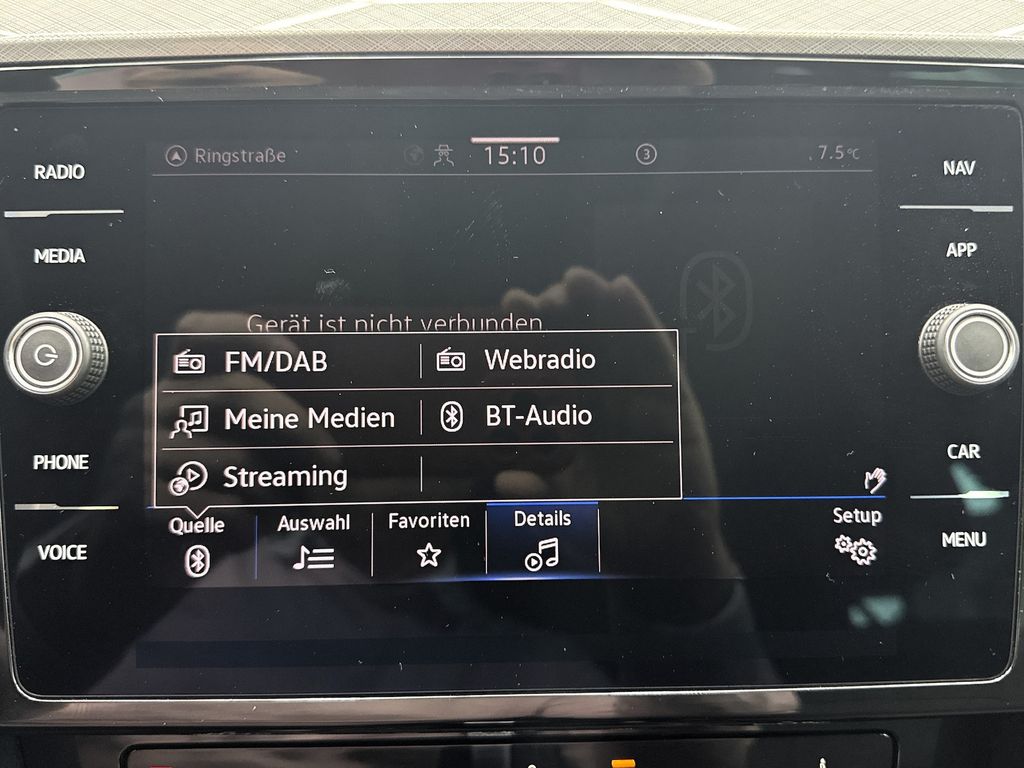 Ringstraße 15:10 3 7.5°C
RADIO
NAV
MEDIA
APP
Gerät ist nicht verbunden.
FM/DAB Webradio
Meine Medien BT-Audio
Streaming
PHONE
CAR
Quelle Auswahl Favoriten Details Setup
VOICE
MENU